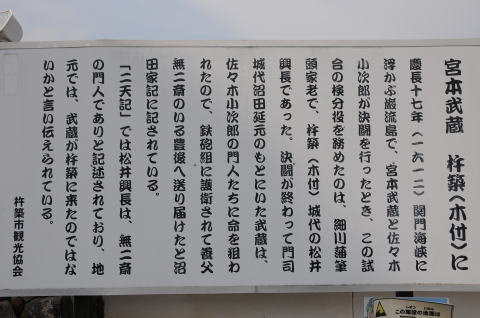 宮本武蔵　杵築（木付）に
慶長十七年（一六一二）関門海峡に
浮かぶ巌流島で、宮本武蔵と佐々木
小次郎が決闘を行ったとき、この試
合の検分役を務めたのは、細川藩筆
頭家老で、杵築（木付）城代の松井
興長であった。決闘が終わって門司
城代沼田延元のもとにいた武蔵は、
佐々木小次郎の門人たちに命を狙わ
れたので、鉄砲組に護衛されて養父
無二斎のいる豊後へ送り届けたと沼
田家記に記されている。
「二天記」では松井興長は、無二斎
の門人でありと記述されており、地
元では、武蔵が杵築に来たのではな
いかと言い伝えられている。
杵築市観光協会
この施設の地盤は